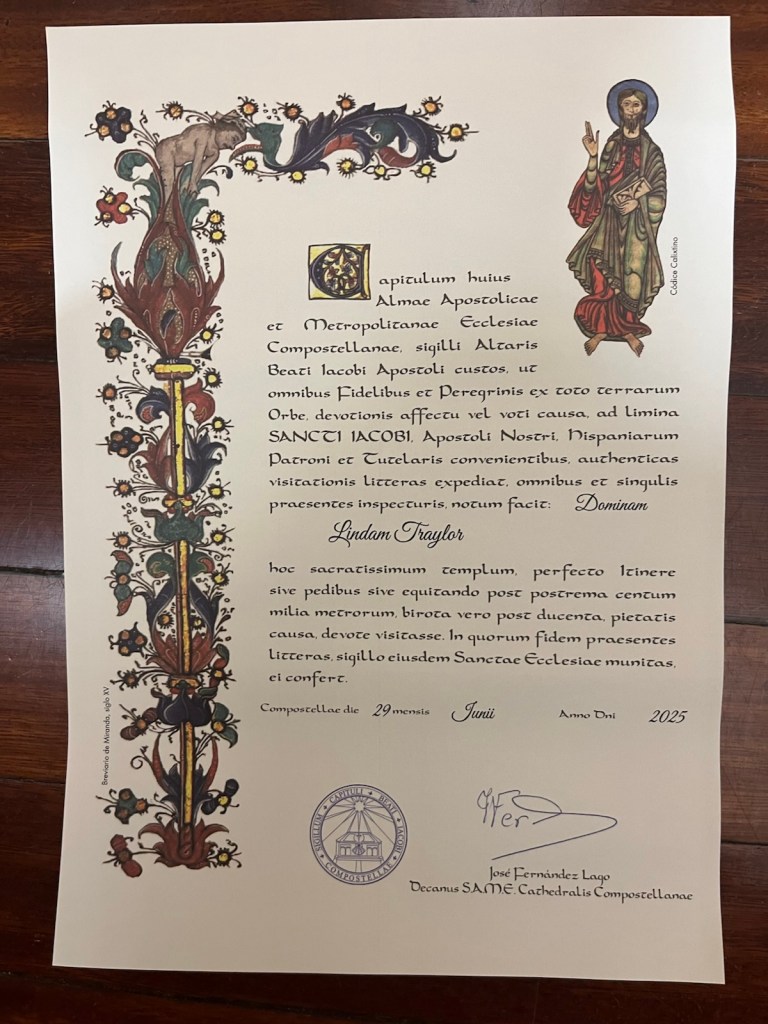 Capitulum huius
Almae Apostolicae
et Metropolitanae Ecclesiae
Compostellanae, sigilli Altaris
Beati Iacobi Apostoli custos, ut
omnibus Fidelibus et Peregrinis ex toto terrarum
Orbe, devotionis affectu vel voti causa, ad limina
SANCTI IACOBI, Apostoli Nostri, Hispaniarum
Patroni et Tutelaris convenientibus, authenticas
visitationis litteras expediat, omnibus et singulis
praesentes inspecturis, notum facit: Dominam
Lindam Traylor
hoc sacratissimum templum, perfecto Itinere
sive pedibus sive equitando post postrema centum
milia metrorum, birota vero post ducenta, pietatis
causa, devote visitasse. In quorum fidem praesentes
litteras, sigillo eiusdem Sanctae Ecclesiae munitas,
ei confert.
Compostellae die 29 mensis Junii Anno Dni 2025
SIGILLUM CAPITULI BEATI JACOBI COMPOSTELLAE
José Fernández Lago
Decanus S.A.M.E. Cathedralis Compostellanae
Códice Calixtino
Breviario de Miranda, siglo XV